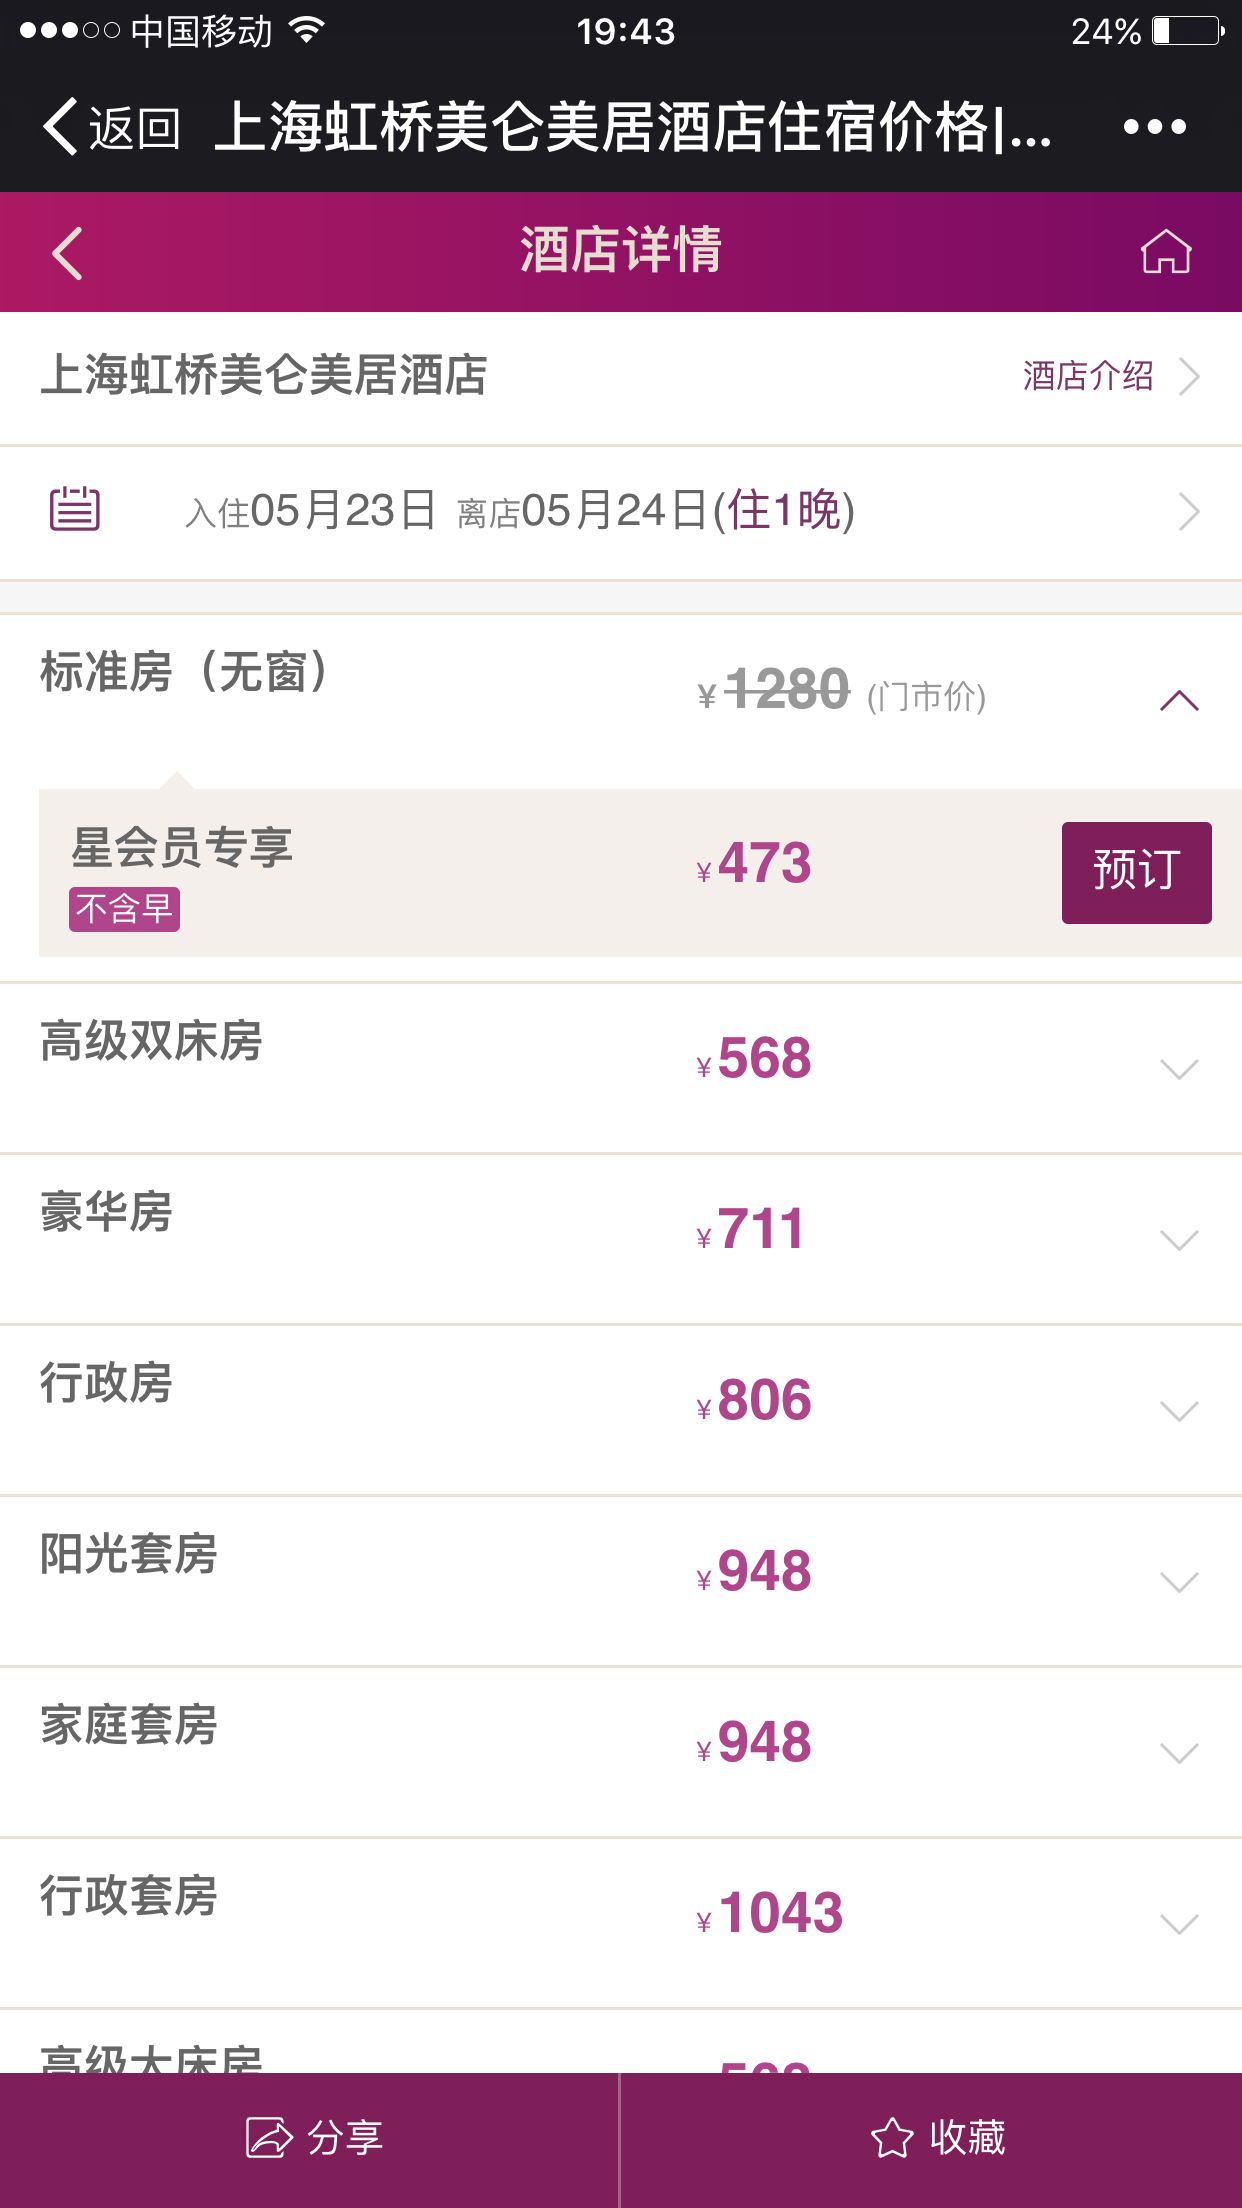 中国移动 19:43 24%
返回 上海虹桥美仑美居酒店住宿价格|...
酒店详情
上海虹桥美仑美居酒店 酒店介绍
入住05月23日 离店05月24日(住1晚)
标准房（无窗） ¥1280 (门市价)
星会员专享 ¥473 预订
不含早
高级双床房 ¥568
豪华房 ¥711
行政房 ¥806
阳光套房 ¥948
家庭套房 ¥948
行政套房 ¥1043
高级大床房
分享 收藏